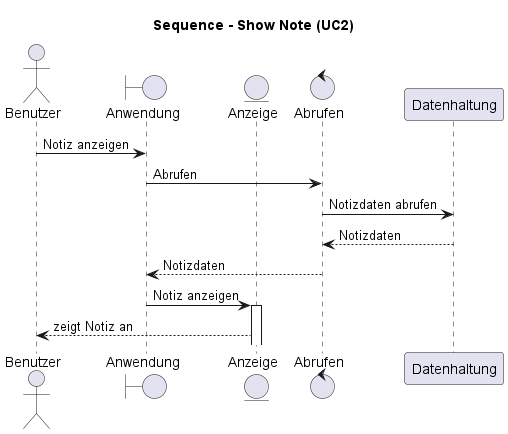 Sequence - Show Note (UC2)
Benutzer
Anwendung
Anzeige
Abrufen
Datenhaltung
Notiz anzeigen
Abrufen
Notizdaten abrufen
Notizdaten
Notizdaten
Notiz anzeigen
zeigt Notiz an
Benutzer
Anwendung
Anzeige
Abrufen
Datenhaltung